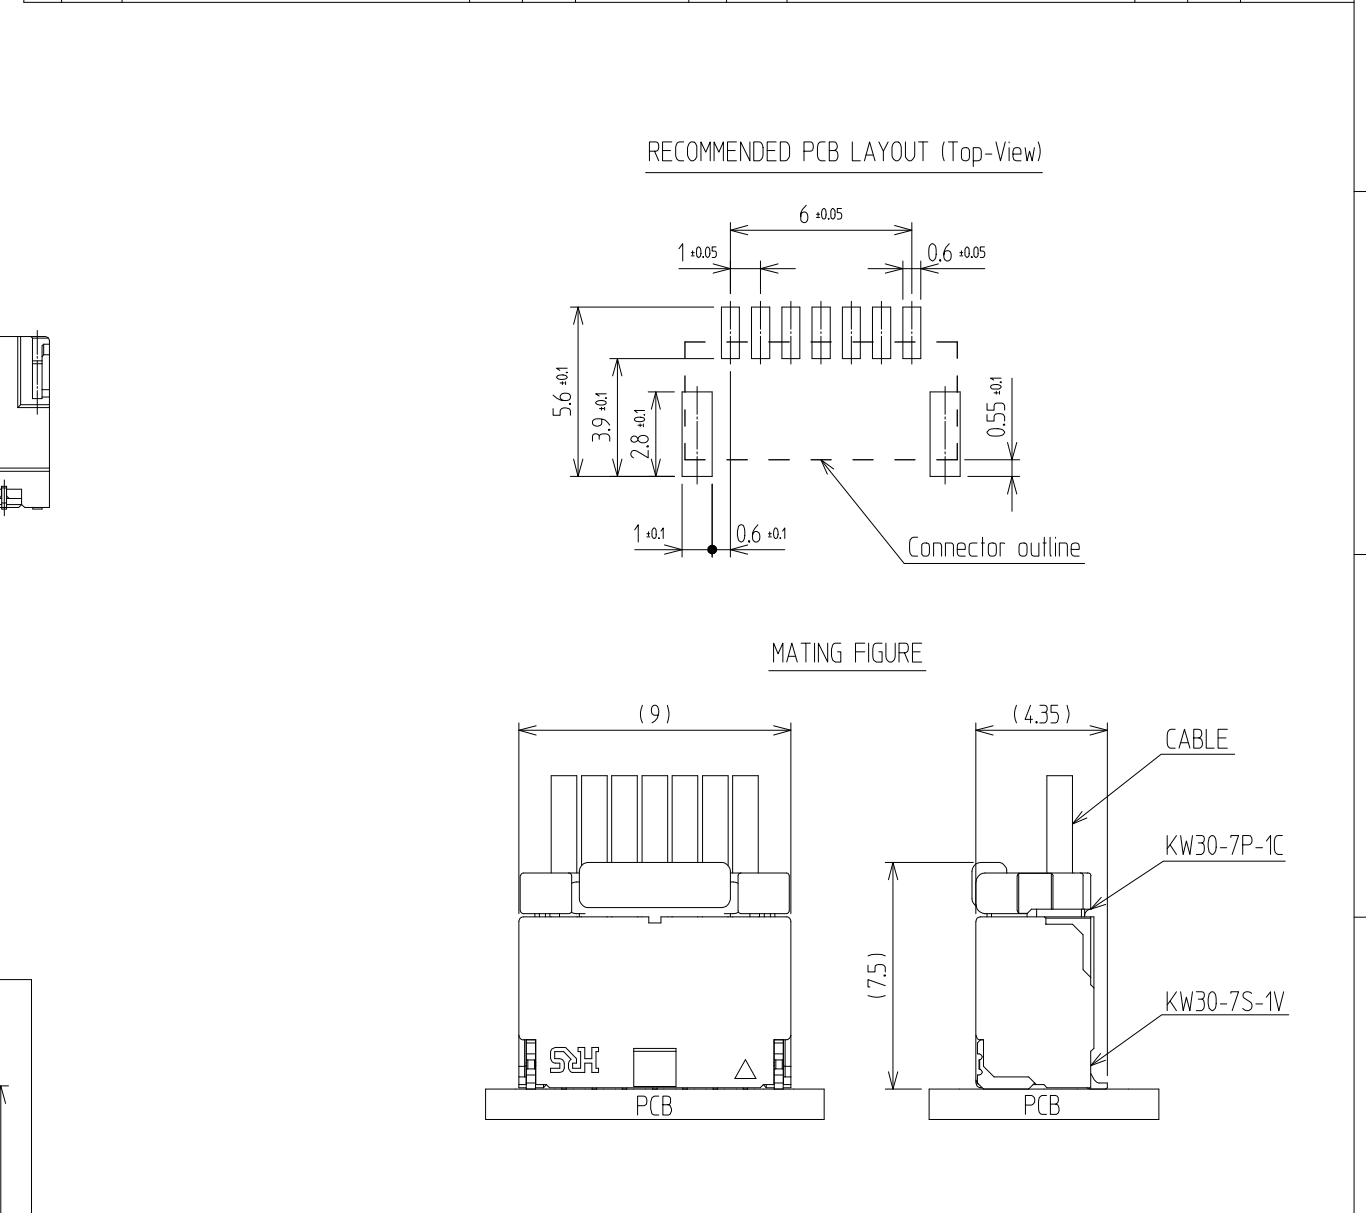 RECOMMENDED PCB LAYOUT (Top-View)
6 ±0.05
1 ±0.05
0.6 ±0.05
5.6 ±0.1
3.9 ±0.1
2.8 ±0.1
0.55 ±0.1
1 ±0.1
0.6 ±0.1
Connector outline
MATING FIGURE
(9)
(4.35)
CABLE
KW30-7P-1C
(7.5)
KW30-7S-1V
HRS
PCB
PCB